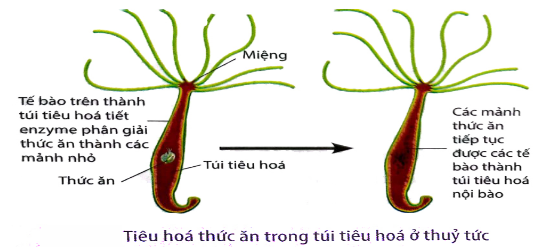 Miệng
Tế bào trên thành
túi tiêu hoá tiết
enzyme phân giải
thức ăn thành các
mảnh nhỏ
Thức ăn
Túi tiêu hoá
Các mảnh
thức ăn
tiếp tục
được các tế
bào thành
túi tiêu hoá
nội bào
Tiêu hoá thức ăn trong túi tiêu hoá ở thuỷ tức